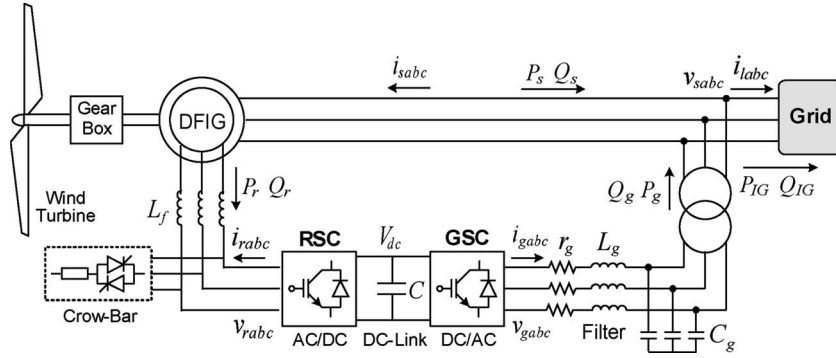 i_sabc
P_s Q_s
v_sabc
i_labc
Gear
Box
DFIG
Grid
Wind
Turbine
L_f
P_r Q_r
Q_g P_g
P_IG Q_IG
i_rabc
RSC
V_dc
GSC
i_gabc
r_g
L_g
C
Crow-Bar
v_rabc
AC/DC
DC-Link
DC/AC
v_gabc
Filter
C_g